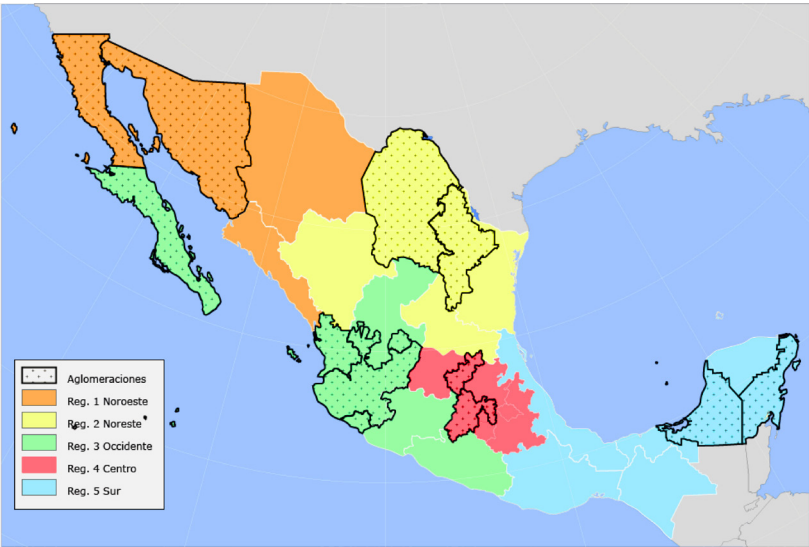 Aglomeraciones
Reg. 1 Noroeste
Reg. 2 Noreste
Reg. 3 Occidente
Reg. 4 Centro
Reg. 5 Sur